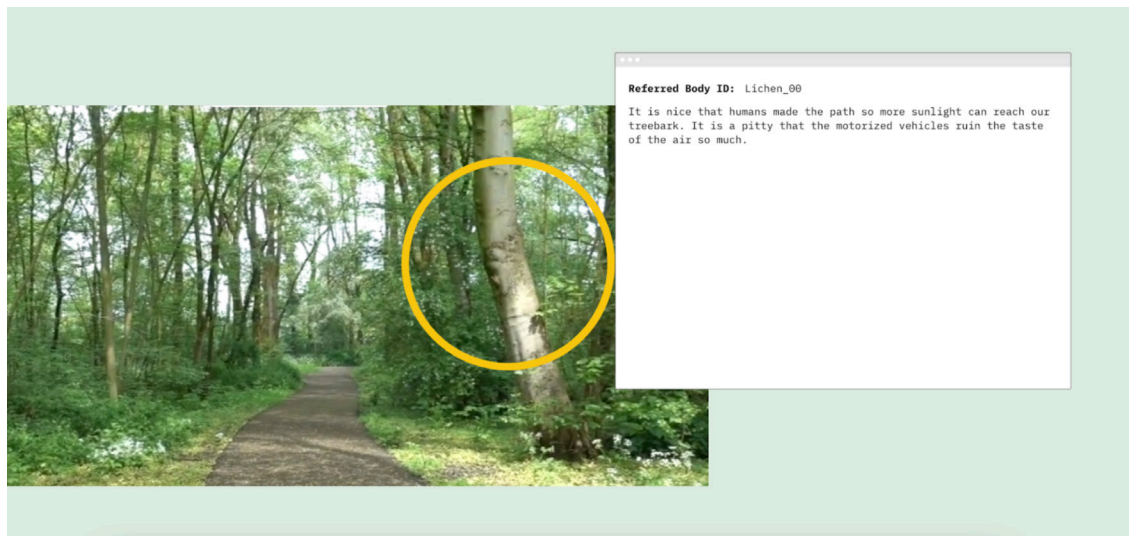 Referred Body ID: Lichen_00
It is nice that humans made the path so more sunlight can reach our
treebark. It is a pitty that the motorized vehicles ruin the taste
of the air so much.